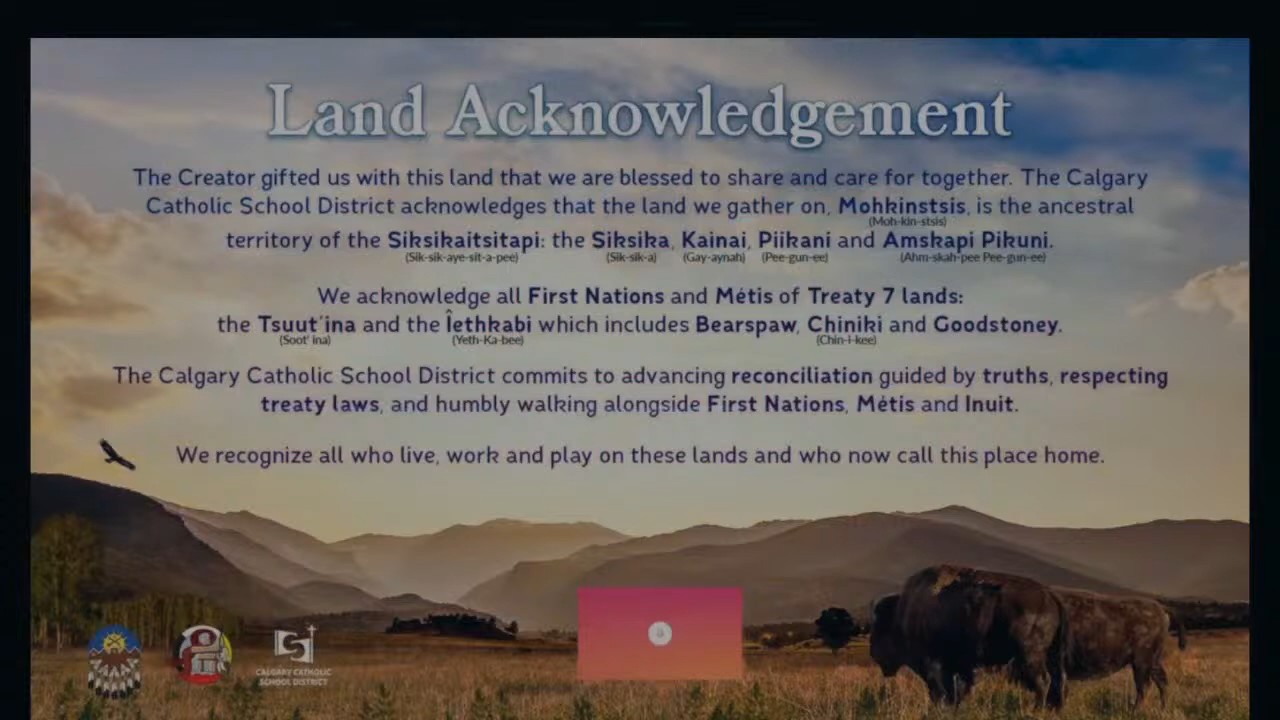 Land Acknowledgement
The Creator gifted us with this land that we are blessed to share and care for together. The Calgary
Catholic School District acknowledges that the land we gather on, Mohkinstsis, is the ancestral
(Moh-kin-stsis)
territory of the Siksikaitsitapi: the Siksika, Kainai, Piikani and Amskapi Pikuni.
(Sik-sik-aye-sit-a-pee) (Sik-sik-a) (Gay-aynah) (Pee-gun-ee) (Ahm-skah-pee Pee-gun-ee)
We acknowledge all First Nations and Métis of Treaty 7 lands:
the Tsuut'ina and the Îethkabi which includes Bearspaw, Chiniki and Goodstoney.
(Soot' ina) (Yeth-Ka-bee) (Chin-i-kee)
The Calgary Catholic School District commits to advancing reconciliation guided by truths, respecting
treaty laws, and humbly walking alongside First Nations, Métis and Inuit.
We recognize all who live, work and play on these lands and who now call this place home.
CALGARY CATHOLIC
SCHOOL DISTRICT